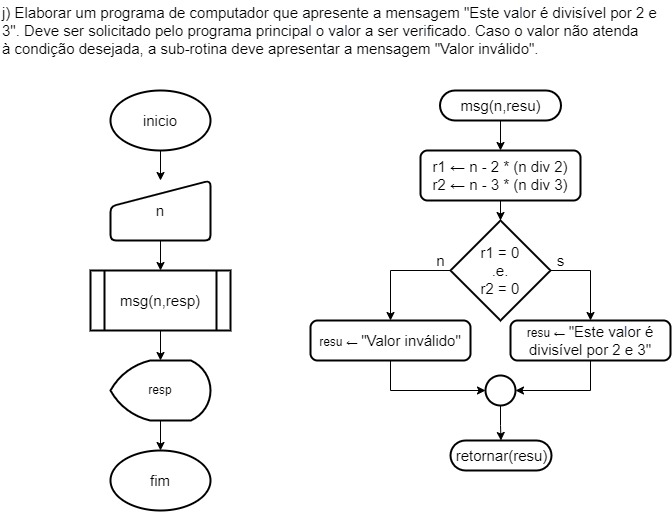 j) Elaborar um programa de computador que apresente a mensagem "Este valor é divisível por 2 e
3". Deve ser solicitado pelo programa principal o valor a ser verificado. Caso o valor não atenda
à condição desejada, a sub-rotina deve apresentar a mensagem "Valor inválido".
inicio
n
msg(n,resp)
resp
fim
msg(n,resu)
r1 ← n - 2 * (n div 2)
r2 ← n - 3 * (n div 3)
r1 = 0
.e.
r2 = 0
n
s
resu ← "Valor inválido"
resu ← "Este valor é
divisível por 2 e 3"
retornar(resu)